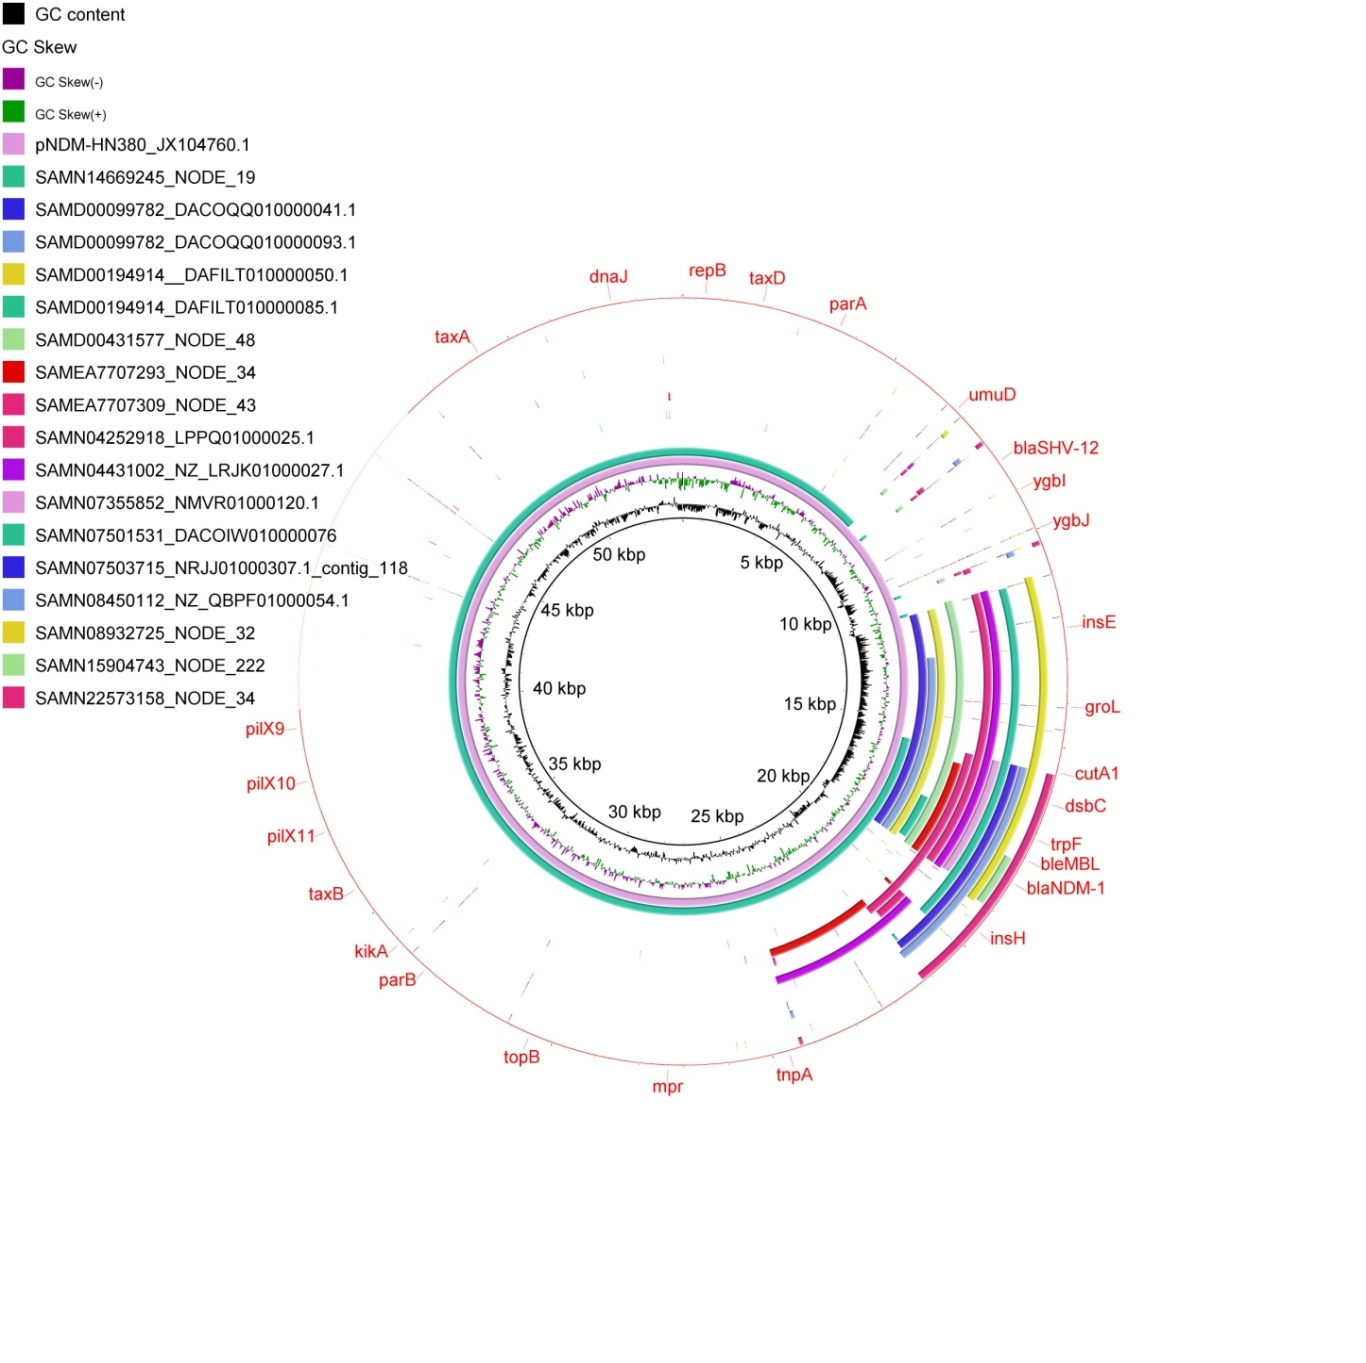 GC content
GC Skew
GC Skew(-)
GC Skew(+)
pNDM-HN380_JX104760.1
SAMN14669245_NODE_19
SAMD00099782_DACOQQ010000041.1
SAMD00099782_DACOQQ010000093.1
SAMD00194914__DAFILT010000050.1
SAMD00194914_DAFILT010000085.1
SAMD00431577_NODE_48
SAMEA7707293_NODE_34
SAMEA7707309_NODE_43
SAMN04252918_LPPQ01000025.1
SAMN04431002_NZ_LRJK01000027.1
SAMN07355852_NMVR01000120.1
SAMN07501531_DACOIW010000076
SAMN07503715_NRJJ01000307.1_contig_118
SAMN08450112_NZ_QBPF01000054.1
SAMN08932725_NODE_32
SAMN15904743_NODE_222
SAMN22573158_NODE_34
repB
taxD
parA
umuD
blaSHV-12
ygbI
ygbJ
insE
groL
cutA1
dsbC
trpF
bleMBL
blaNDM-1
insH
tnpA
mpr
topB
parB
kikA
taxB
pilX11
pilX10
pilX9
taxA
dnaJ
5 kbp
10 kbp
15 kbp
20 kbp
25 kbp
30 kbp
35 kbp
40 kbp
45 kbp
50 kbp